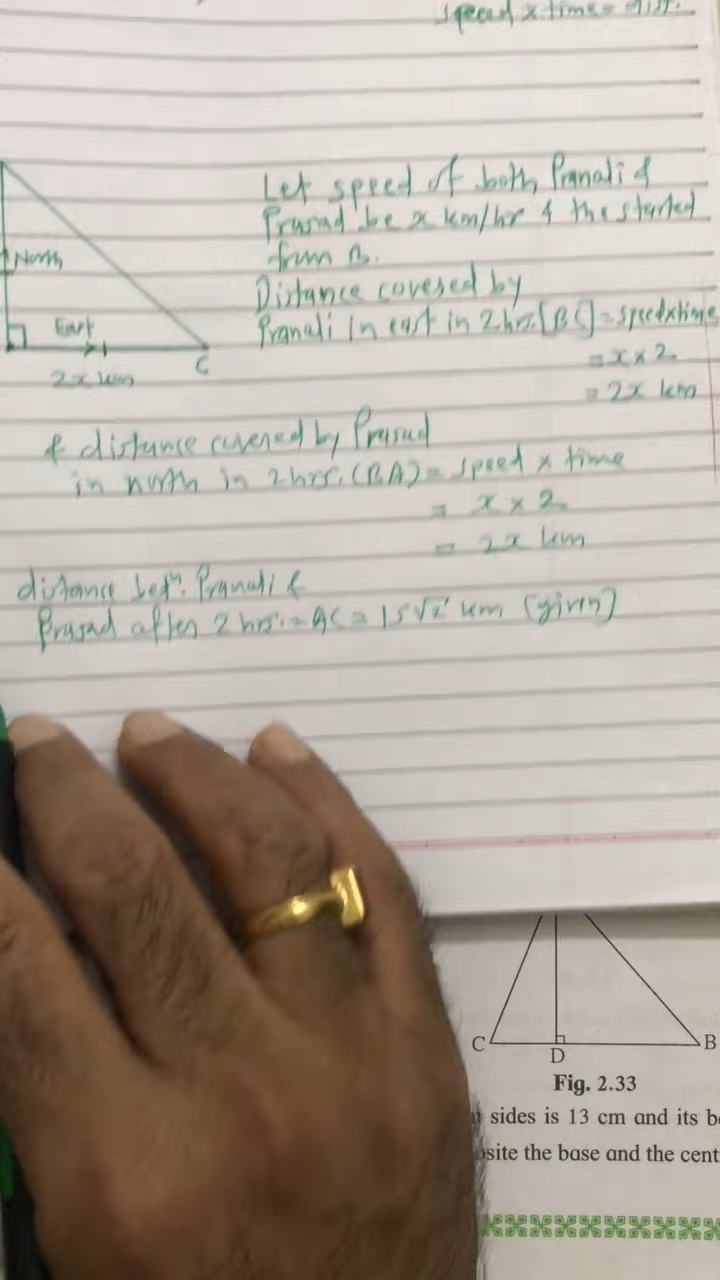 speed x time = dist.
Let speed of both Pranali &
Prasad be x km/hr & the started
from B.
North
Distance covered by
East
Pranali in east in 2 hrs. [BC] = speed x time
= x x 2
C
2x km
= 2x km
& distance covered by Prasad
in north in 2 hrs. (BA) = speed x time
= x x 2
= 2x km
distance betn. Pranali &
Prasad after 2 hrs. = AC = 15√2 km (given)
C
D
B
Fig. 2.33
sides is 13 cm and its
site the base and the cent